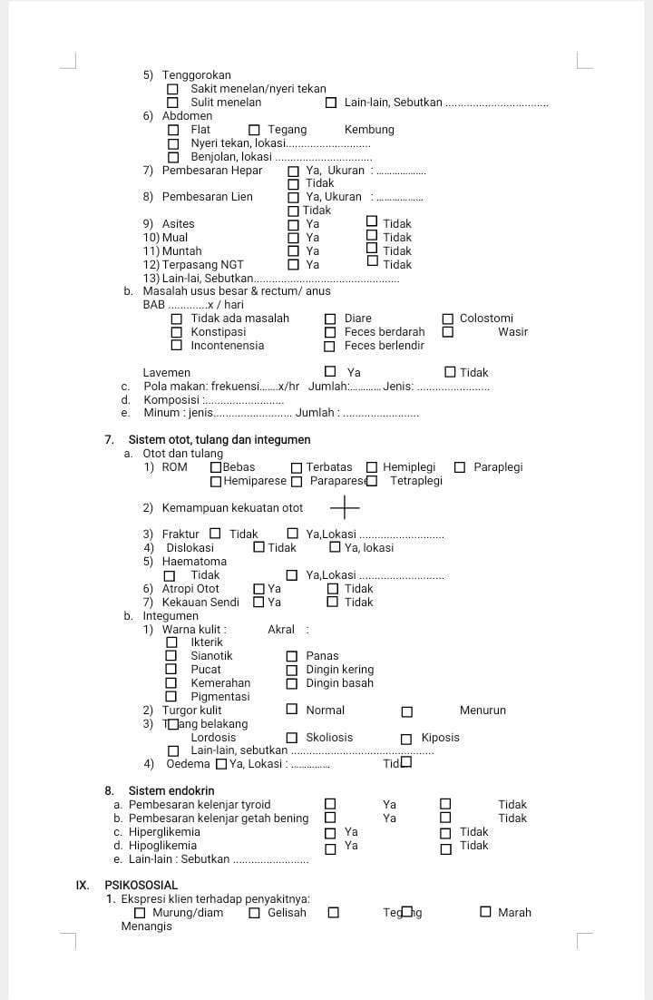 5) Tenggorokan
☐ Sakit menelan/nyeri tekan
☐ Sulit menelan ☐ Lain-lain, Sebutkan ..................................
6) Abdomen
☐ Flat ☐ Tegang Kembung
☐ Nyeri tekan, lokasi............................
☐ Benjolan, lokasi ................................
7) Pembesaran Hepar ☐ Ya, Ukuran : ...................
☐ Tidak
8) Pembesaran Lien ☐ Ya, Ukuran : ..................
☐ Tidak
9) Asites ☐ Ya ☐ Tidak
10) Mual ☐ Ya ☐ Tidak
11) Muntah ☐ Ya ☐ Tidak
12) Terpasang NGT ☐ Ya ☐ Tidak
13) Lain-lai, Sebutkan................................................
b. Masalah usus besar & rectum/ anus
BAB .............x / hari
☐ Tidak ada masalah ☐ Diare ☐ Colostomi
☐ Konstipasi ☐ Feces berdarah ☐ Wasir
☐ Incontenensia ☐ Feces berlendir
Lavemen ☐ Ya ☐ Tidak
c. Pola makan: frekuensi.......x/hr Jumlah:............ Jenis: ........................
d. Komposisi :..........................
e. Minum : jenis.......................... Jumlah : .........................
7. Sistem otot, tulang dan integumen
a. Otot dan tulang
1) ROM ☐ Bebas ☐ Terbatas ☐ Hemiplegi ☐ Paraplegi
☐ Hemiparese ☐ Paraparese ☐ Tetraplegi
2) Kemampuan kekuatan otot
3) Fraktur ☐ Tidak ☐ Ya,Lokasi ............................
4) Dislokasi ☐ Tidak ☐ Ya, lokasi
5) Haematoma
☐ Tidak ☐ Ya,Lokasi ............................
6) Atropi Otot ☐ Ya ☐ Tidak
7) Kekauan Sendi ☐ Ya ☐ Tidak
b. Integumen
1) Warna kulit : Akral :
☐ Ikterik
☐ Sianotik ☐ Panas
☐ Pucat ☐ Dingin kering
☐ Kemerahan ☐ Dingin basah
☐ Pigmentasi
2) Turgor kulit ☐ Normal ☐ Menurun
3) T☐ang belakang
Lordosis ☐ Skoliosis ☐ Kiposis
☐ Lain-lain, sebutkan ...............................................
4) Oedema ☐ Ya, Lokasi : ............... Tid☐
8. Sistem endokrin
a. Pembesaran kelenjar tyroid ☐ Ya ☐ Tidak
b. Pembesaran kelenjar getah bening ☐ Ya ☐ Tidak
c. Hiperglikemia ☐ Ya ☐ Tidak
d. Hipoglikemia ☐ Ya ☐ Tidak
e. Lain-lain : Sebutkan .........................
IX. PSIKOSOSIAL
1. Ekspresi klien terhadap penyakitnya:
☐ Murung/diam ☐ Gelisah ☐ Teg☐ng ☐ Marah
Menangis